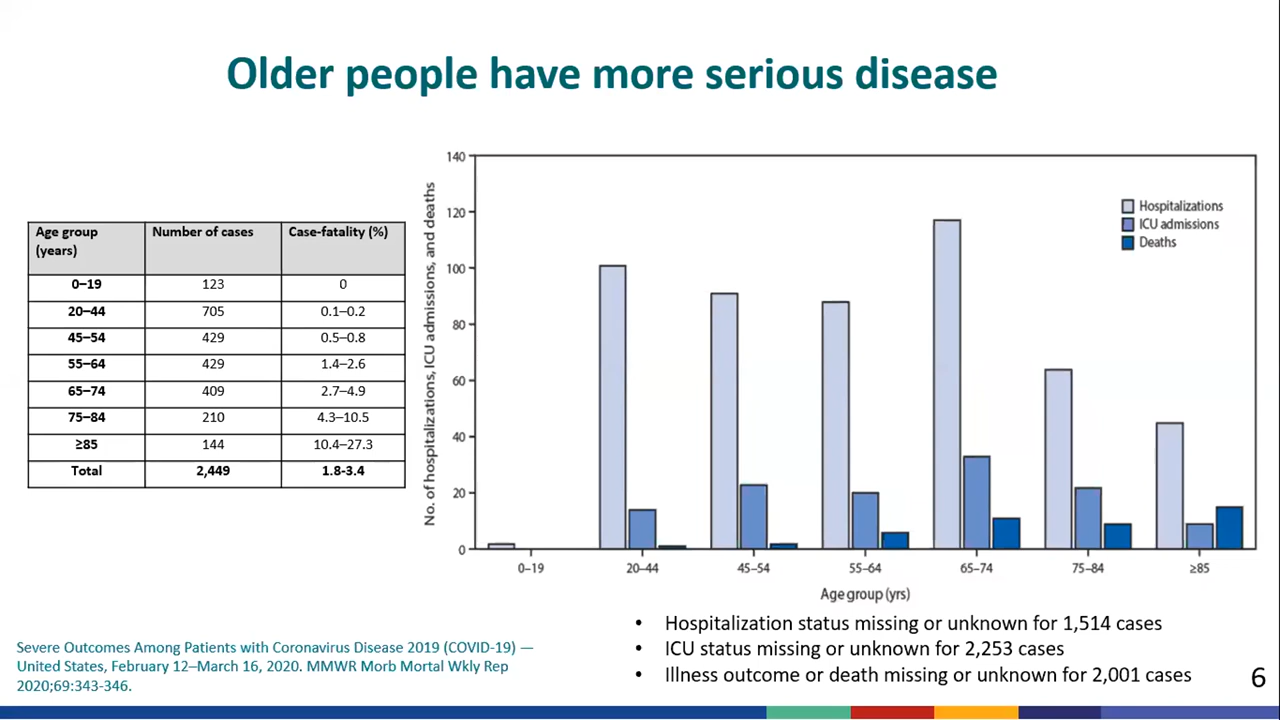 Older people have more serious disease
Age group
(years)
Number of cases
Case-fatality (%)
0–19 123 0
20–44 705 0.1–0.2
45–54 429 0.5–0.8
55–64 429 1.4–2.6
65–74 409 2.7–4.9
75–84 210 4.3–10.5
≥85 144 10.4–27.3
Total 2,449 1.8-3.4
No. of hospitalizations, ICU admissions, and deaths
140
120
100
80
60
40
20
0
Hospitalizations
ICU admissions
Deaths
0–19 20–44 45–54 55–64 65–74 75–84 ≥85
Age group (yrs)
• Hospitalization status missing or unknown for 1,514 cases
• ICU status missing or unknown for 2,253 cases
• Illness outcome or death missing or unknown for 2,001 cases
Severe Outcomes Among Patients with Coronavirus Disease 2019 (COVID-19) —
United States, February 12–March 16, 2020. MMWR Morb Mortal Wkly Rep
2020;69:343-346.
6